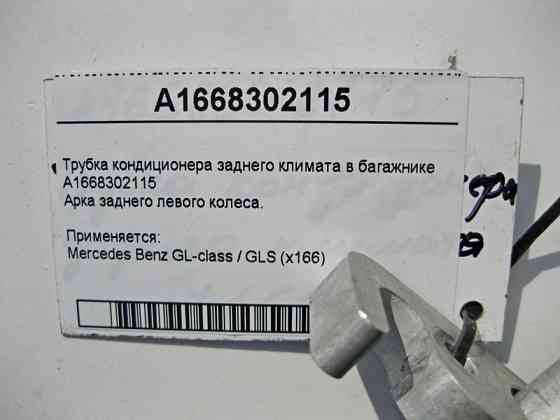 A1668302115
Трубка кондиционера заднего климата в багажнике
A1668302115
Арка заднего левого колеса.
Применяется:
Mercedes Benz GL-class / GLS (x166)